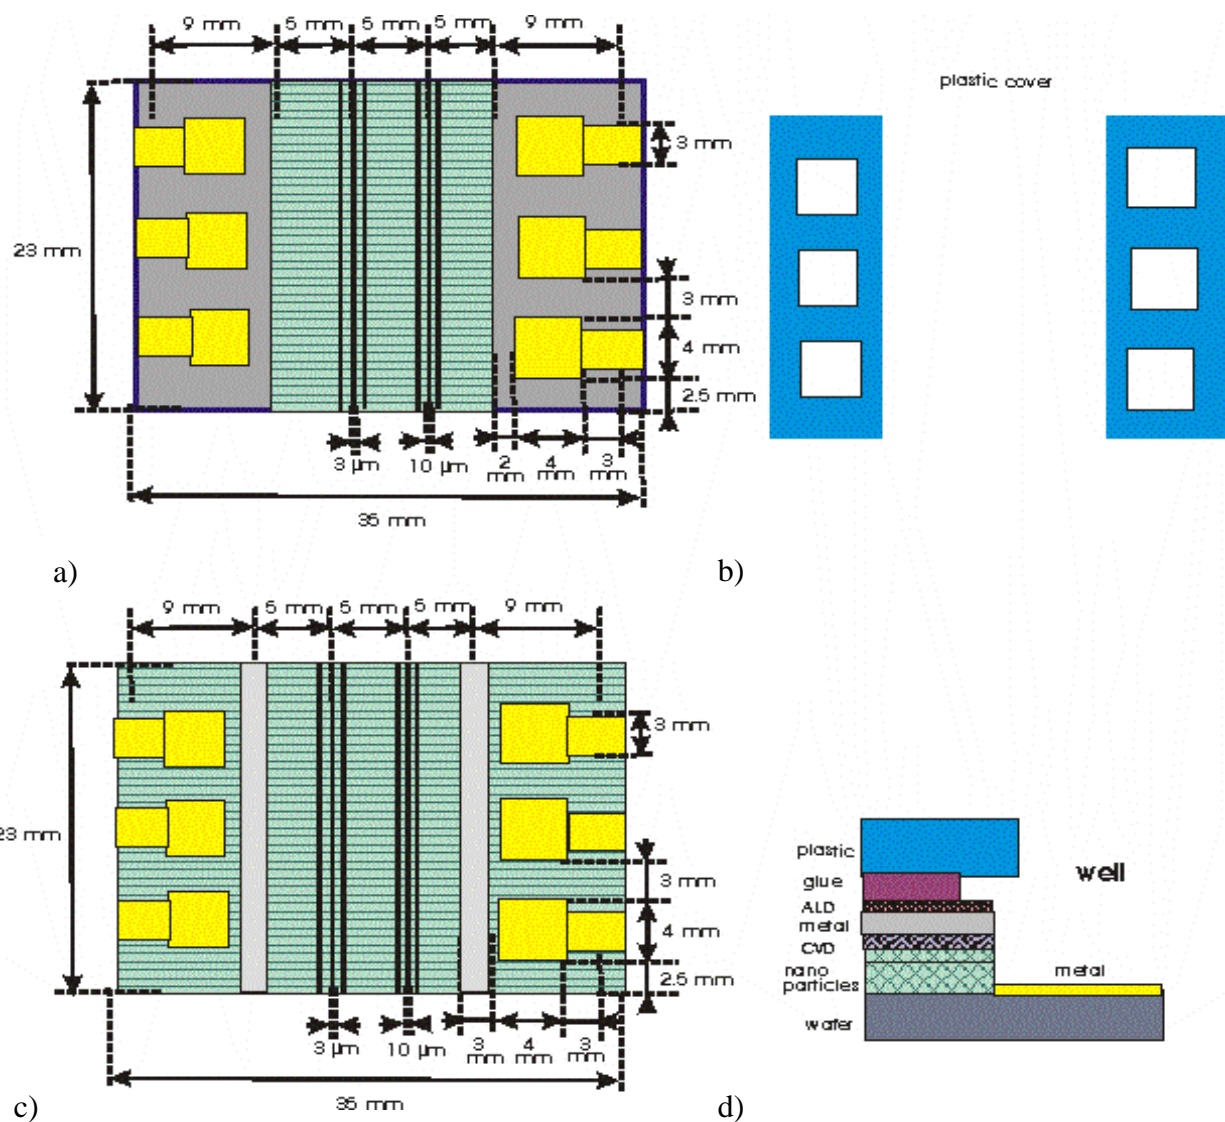 9 mm 5 mm 5 mm 5 mm 9 mm
plastic cover
3 mm
23 mm
3 mm
4 mm
2.5 mm
3 µm 10 µm 2 mm 4 mm 3 mm
35 mm
a)
b)
9 mm 5 mm 5 mm 5 mm 9 mm
3 mm
23 mm
3 mm
4 mm
2.5 mm
3 µm 10 µm 3 mm 4 mm 3 mm
35 mm
c)
plastic
well
glue
ALD
metal
CVD
nano
particles
metal
wafer
d)